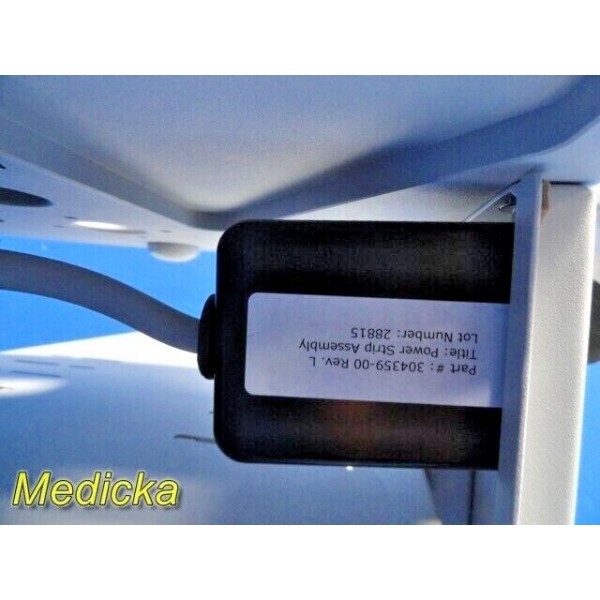 Part #: 304359-00 Rev. L
Title: Power Strip Assembly
Lot Number: 28815
Medicka